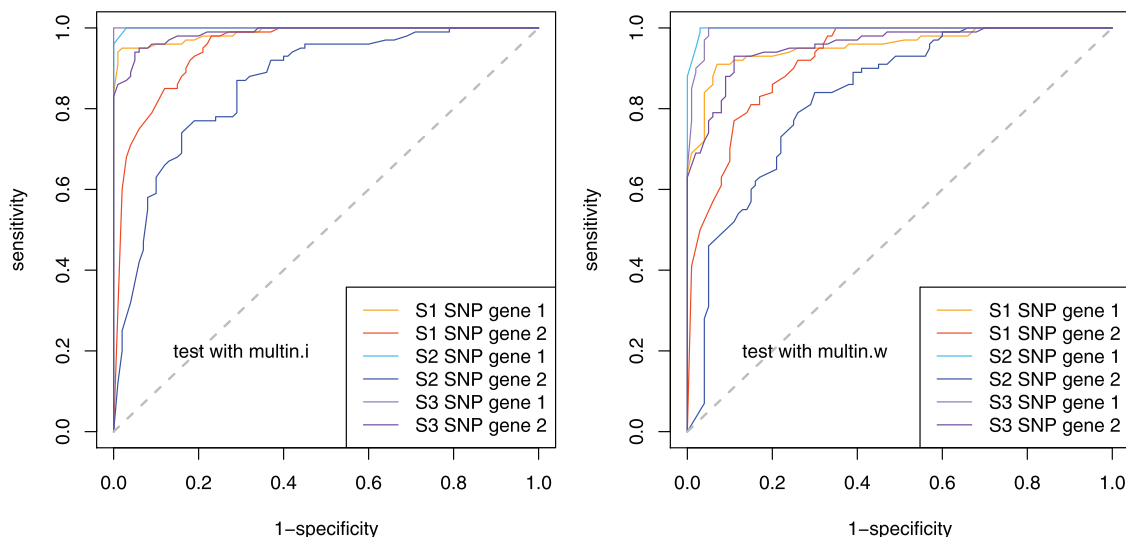 1.0
0.8
0.6
0.4
0.2
0.0
sensitivity
test with multin.i
S1 SNP gene 1
S1 SNP gene 2
S2 SNP gene 1
S2 SNP gene 2
S3 SNP gene 1
S3 SNP gene 2
0.0 0.2 0.4 0.6 0.8 1.0
1−specificity
1.0
0.8
0.6
0.4
0.2
0.0
sensitivity
test with multin.w
S1 SNP gene 1
S1 SNP gene 2
S2 SNP gene 1
S2 SNP gene 2
S3 SNP gene 1
S3 SNP gene 2
0.0 0.2 0.4 0.6 0.8 1.0
1−specificity